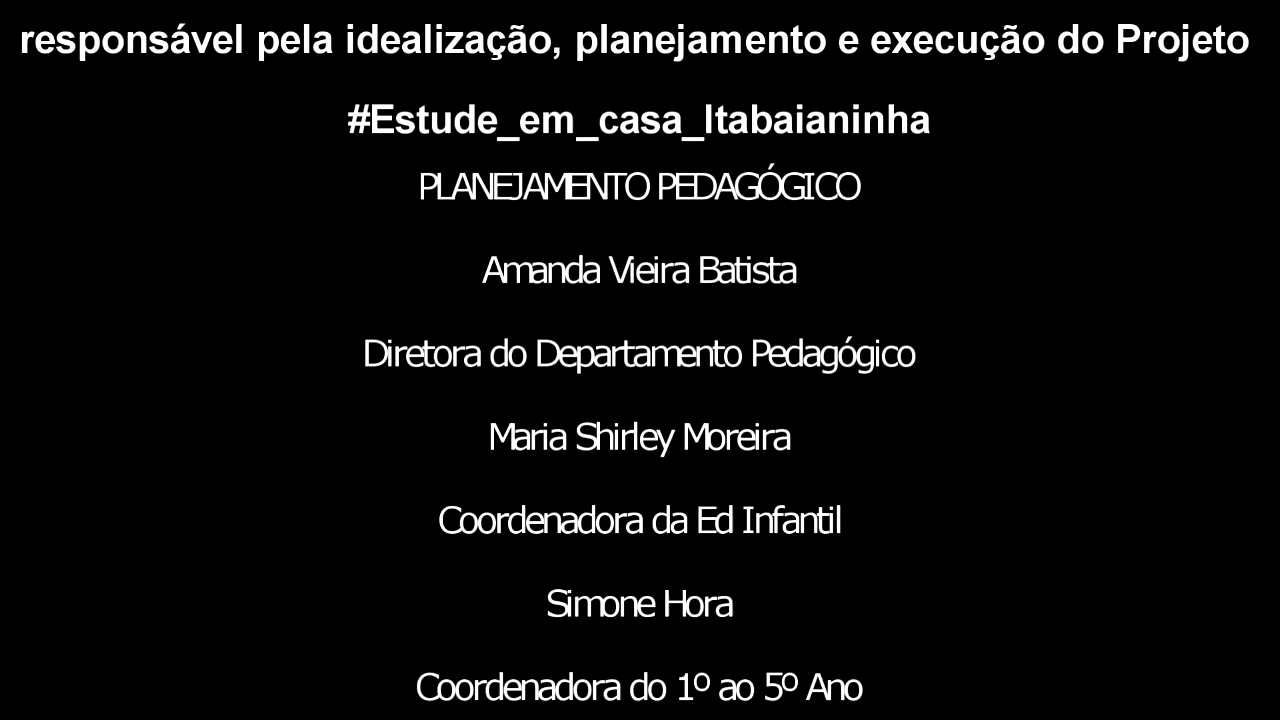 responsável pela idealização, planejamento e execução do Projeto
#Estude_em_casa_Itabaianinha
PLANEJAMENTO PEDAGÓGICO
Amanda Vieira Batista
Diretora do Departamento Pedagógico
Maria Shirley Moreira
Coordenadora da Ed Infantil
Simone Hora
Coordenadora do 1º ao 5º Ano